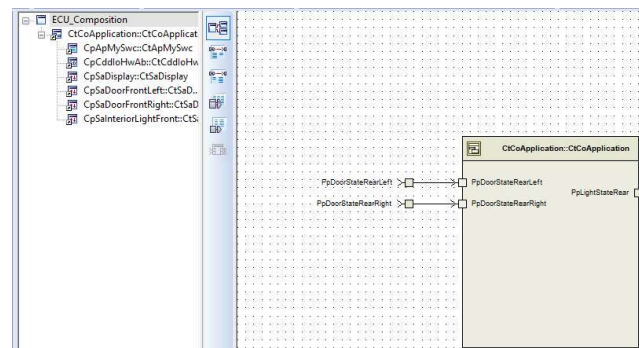 ECU_Composition
CtCoApplication::CtCoApplicat
CpApMySwc::CtApMySwc
CpCddIoHwAb::CtCddIoHw
CpSaDisplay::CtSaDisplay
CpSaDoorFrontLeft::CtSaD..
CpSaDoorFrontRight::CtSaD
CpSaInteriorLightFront::CtSa
CtCoApplication::CtCoApplication
PpDoorStateRearLeft
PpDoorStateRearLeft
PpLightStateRear
PpDoorStateRearRight
PpDoorStateRearRight